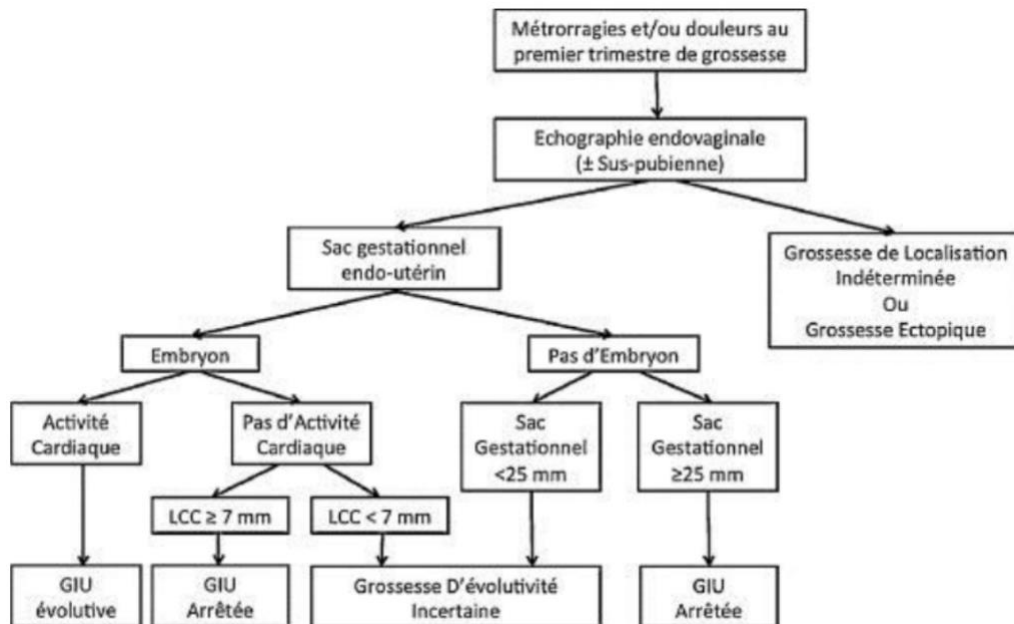 Métrorragies et/ou douleurs au
premier trimestre de grossesse
Echographie endovaginale
(± Sus-pubienne)
Sac gestationnel
endo-utérin
Grossesse de Localisation
Indéterminée
Ou
Grossesse Ectopique
Embryon
Pas d'Embryon
Activité
Cardiaque
Pas d'Activité
Cardiaque
Sac
Gestationnel
<25 mm
Sac
Gestationnel
≥25 mm
LCC ≥ 7 mm
LCC < 7 mm
GIU
évolutive
GIU
Arrêtée
Grossesse D'évolutivité
Incertaine
GIU
Arrêtée